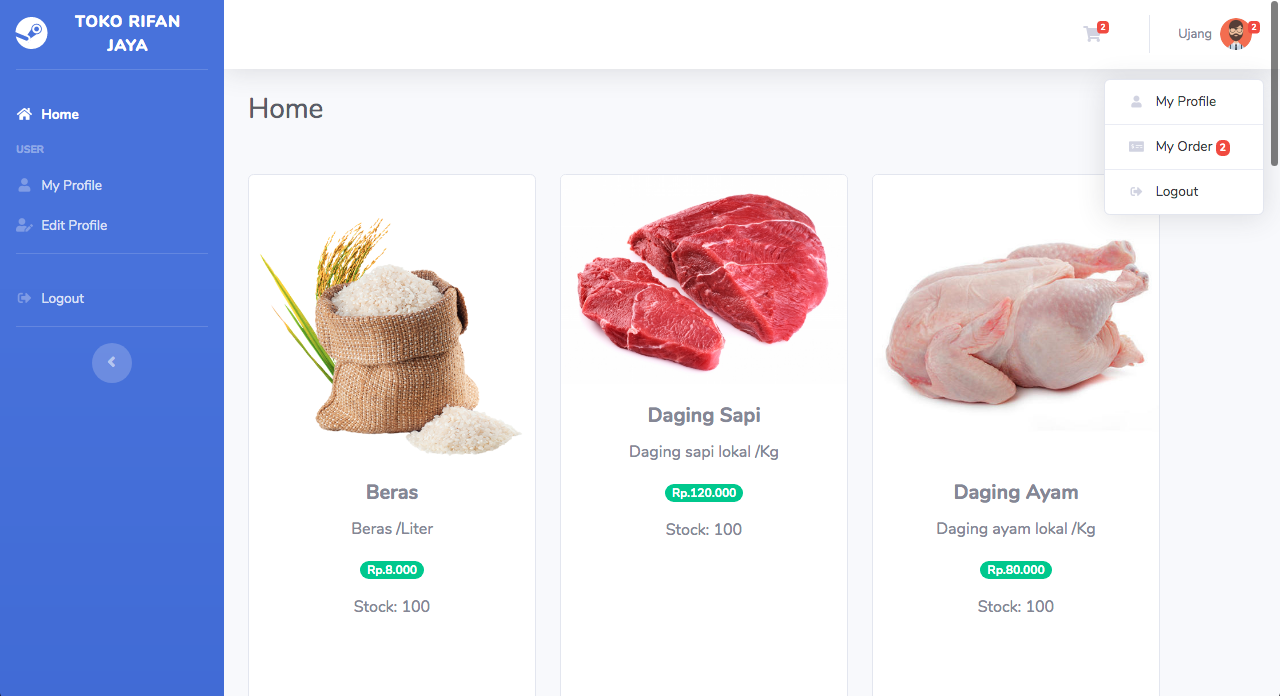 TOKO RIFAN
JAYA
Home
USER
My Profile
Edit Profile
Logout
2
Ujang
2
My Profile
My Order 2
Logout
Home
Beras
Beras /Liter
Rp.8.000
Stock: 100
Daging Sapi
Daging sapi lokal /Kg
Rp.120.000
Stock: 100
Daging Ayam
Daging ayam lokal /Kg
Rp.80.000
Stock: 100